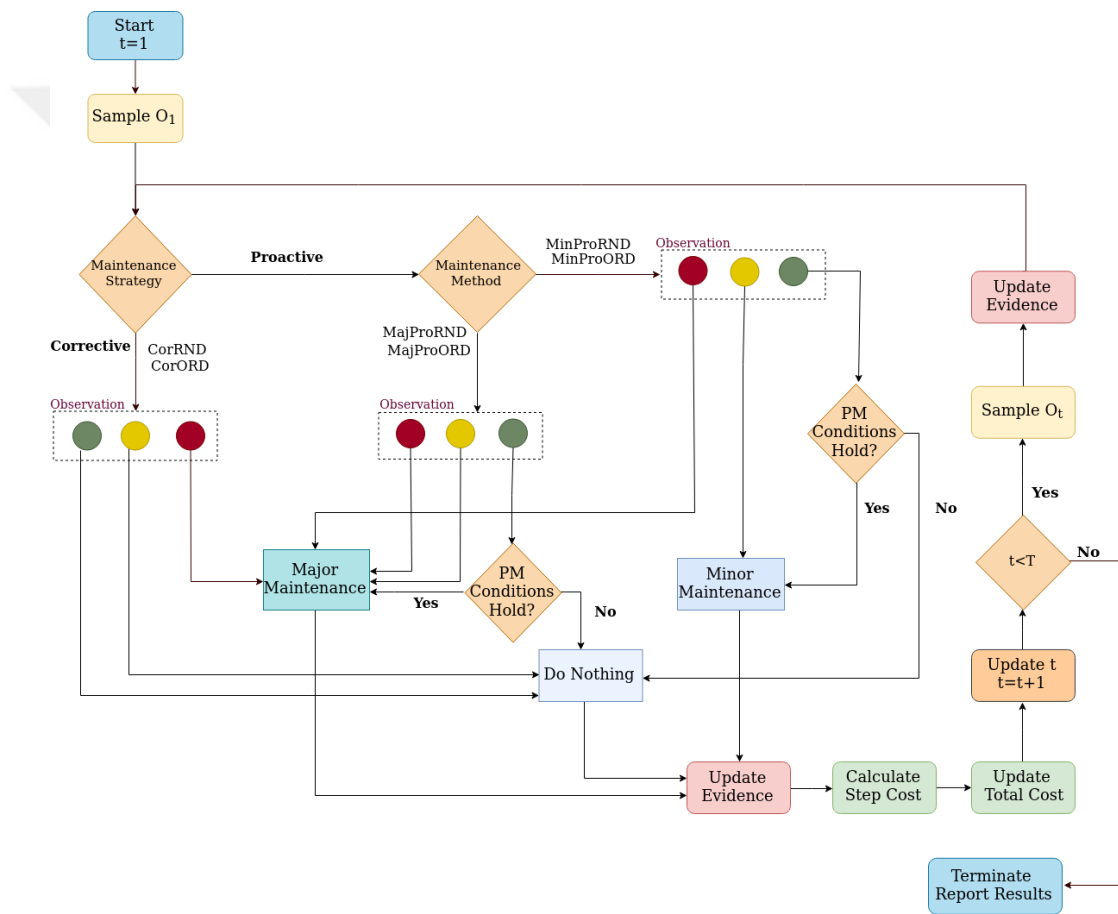 Start
t=1
Sample O₁
Maintenance
Strategy
Proactive
Maintenance
Method
MinProRND
MinProORD
Observation
Update
Evidence
Corrective
CorRND
CorORD
MajProRND
MajProORD
Observation
Observation
PM
Conditions
Hold?
Sample Oₜ
Yes
Yes
No
t<T
No
Major
Maintenance
PM
Conditions
Hold?
Yes
No
Minor
Maintenance
Do Nothing
Update t
t=t+1
Update
Evidence
Calculate
Step Cost
Update
Total Cost
Terminate
Report Results